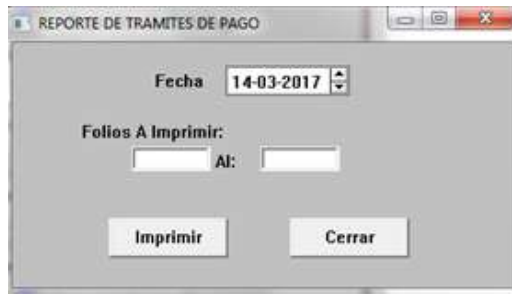 REPORTE DE TRAMITES DE PAGO
Fecha 14-03-2017
Folios A Imprimir:
Al:
Imprimir Cerrar